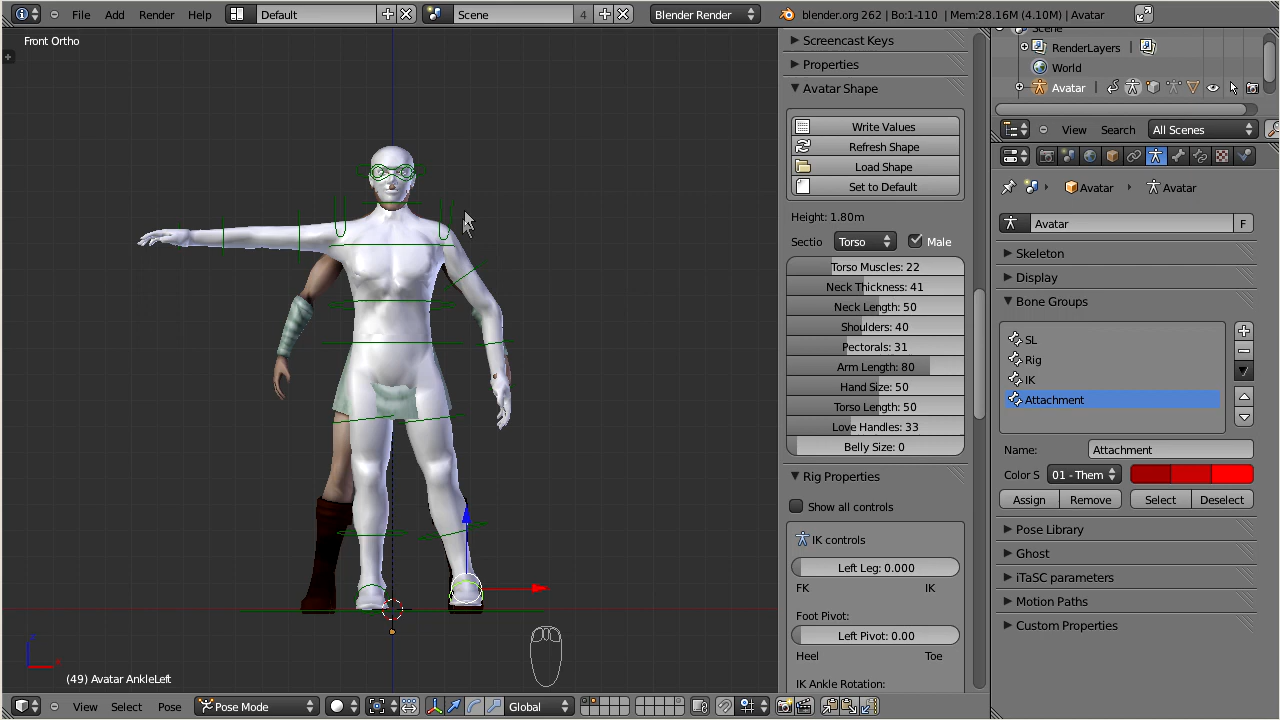 File Add Render Help Default Scene 4 Blender Render blender.org 262 | Bo:1-110 | Mem:28.16M (4.10M) | Avatar
Front Ortho
(49) Avatar AnkleLeft
View Select Pose Pose Mode Global
Screencast Keys
Properties
Avatar Shape
Write Values
Refresh Shape
Load Shape
Set to Default
Height: 1.80m
Sectio Torso Male
Torso Muscles: 22
Neck Thickness: 41
Neck Length: 50
Shoulders: 40
Pectorals: 31
Arm Length: 80
Hand Size: 50
Torso Length: 50
Love Handles: 33
Belly Size: 0
Rig Properties
Show all controls
IK controls
Left Leg: 0.000
FK IK
Foot Pivot:
Left Pivot: 0.00
Heel Toe
IK Ankle Rotation:
Scene
RenderLayers
World
Avatar
View Search All Scenes
Avatar Avatar
Avatar F
Skeleton
Display
Bone Groups
SL
Rig
IK
Attachment
Name: Attachment
Color S 01 - Them
Assign Remove Select Deselect
Pose Library
Ghost
iTaSC parameters
Motion Paths
Custom Properties